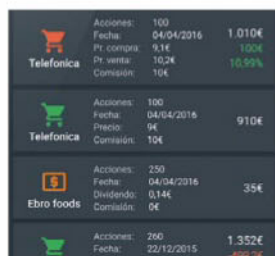 Acciones: 100
Fecha: 04/04/2016
Pr. compra: 9,1€
Pr. venta: 10,2€
Comisión: 10€
Telefonica
1.010€
100€
10,99%
Acciones: 100
Fecha: 04/04/2016
Precio: 9€
Comisión: 10€
Telefonica
910€
Acciones: 250
Fecha: 04/04/2016
Dividendo: 0,14€
Comisión: 0€
Ebro foods
35€
Acciones: 260
Fecha: 22/12/2015
1.352€